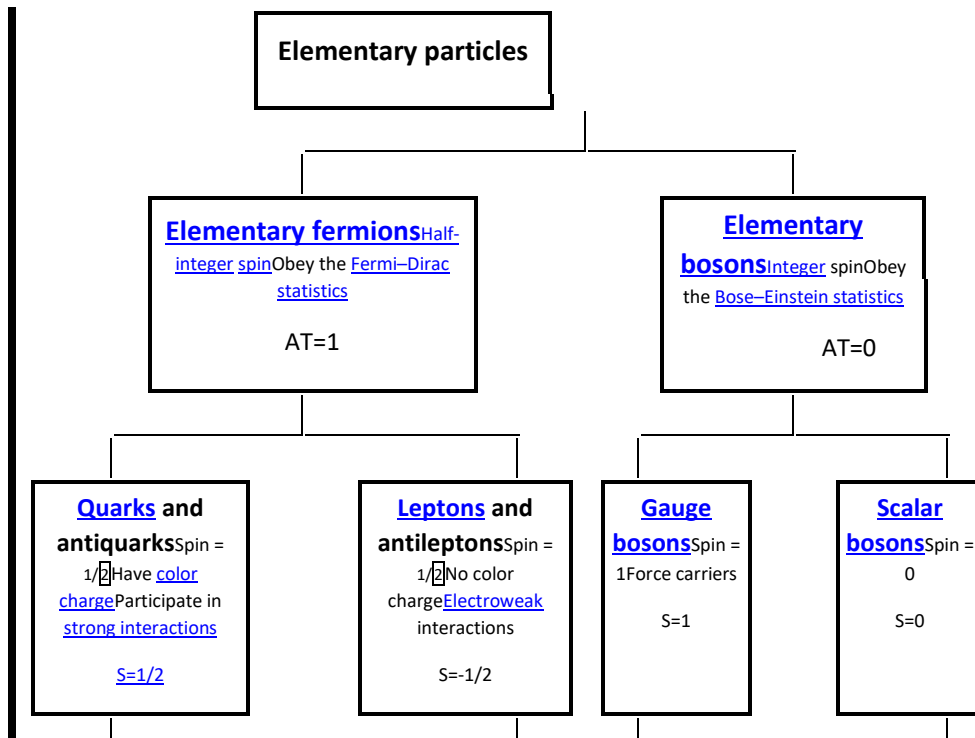 Elementary particles
Elementary fermionsHalf-
integer spinObey the Fermi–Dirac
statistics
AT=1
Elementary
bosonsInteger spinObey
the Bose–Einstein statistics
AT=0
Quarks and
antiquarksSpin =
1/2Have color
chargeParticipate in
strong interactions
S=1/2
Leptons and
antileptonsSpin =
1/2No color
chargeElectroweak
interactions
S=-1/2
Gauge
bosonsSpin =
1Force carriers
S=1
Scalar
bosonsSpin =
0
S=0